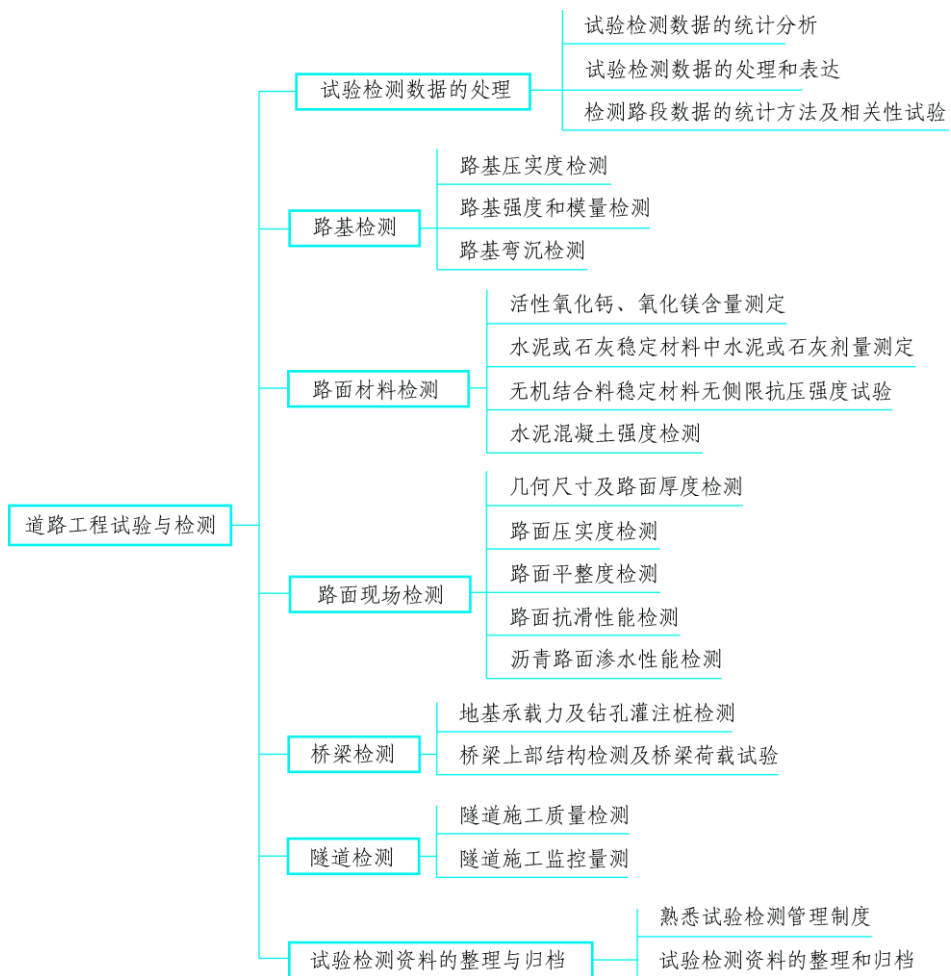 道路工程试验与检测
试验检测数据的处理
试验检测数据的统计分析
试验检测数据的处理和表达
检测路段数据的统计方法及相关性试验
路基检测
路基压实度检测
路基强度和模量检测
路基弯沉检测
路面材料检测
活性氧化钙、氧化镁含量测定
水泥或石灰稳定材料中水泥或石灰剂量测定
无机结合料稳定材料无侧限抗压强度试验
水泥混凝土强度检测
路面现场检测
几何尺寸及路面厚度检测
路面压实度检测
路面平整度检测
路面抗滑性能检测
沥青路面渗水性能检测
桥梁检测
地基承载力及钻孔灌注桩检测
桥梁上部结构检测及桥梁荷载试验
隧道检测
隧道施工质量检测
隧道施工监控量测
试验检测资料的整理与归档
熟悉试验检测管理制度
试验检测资料的整理和归档